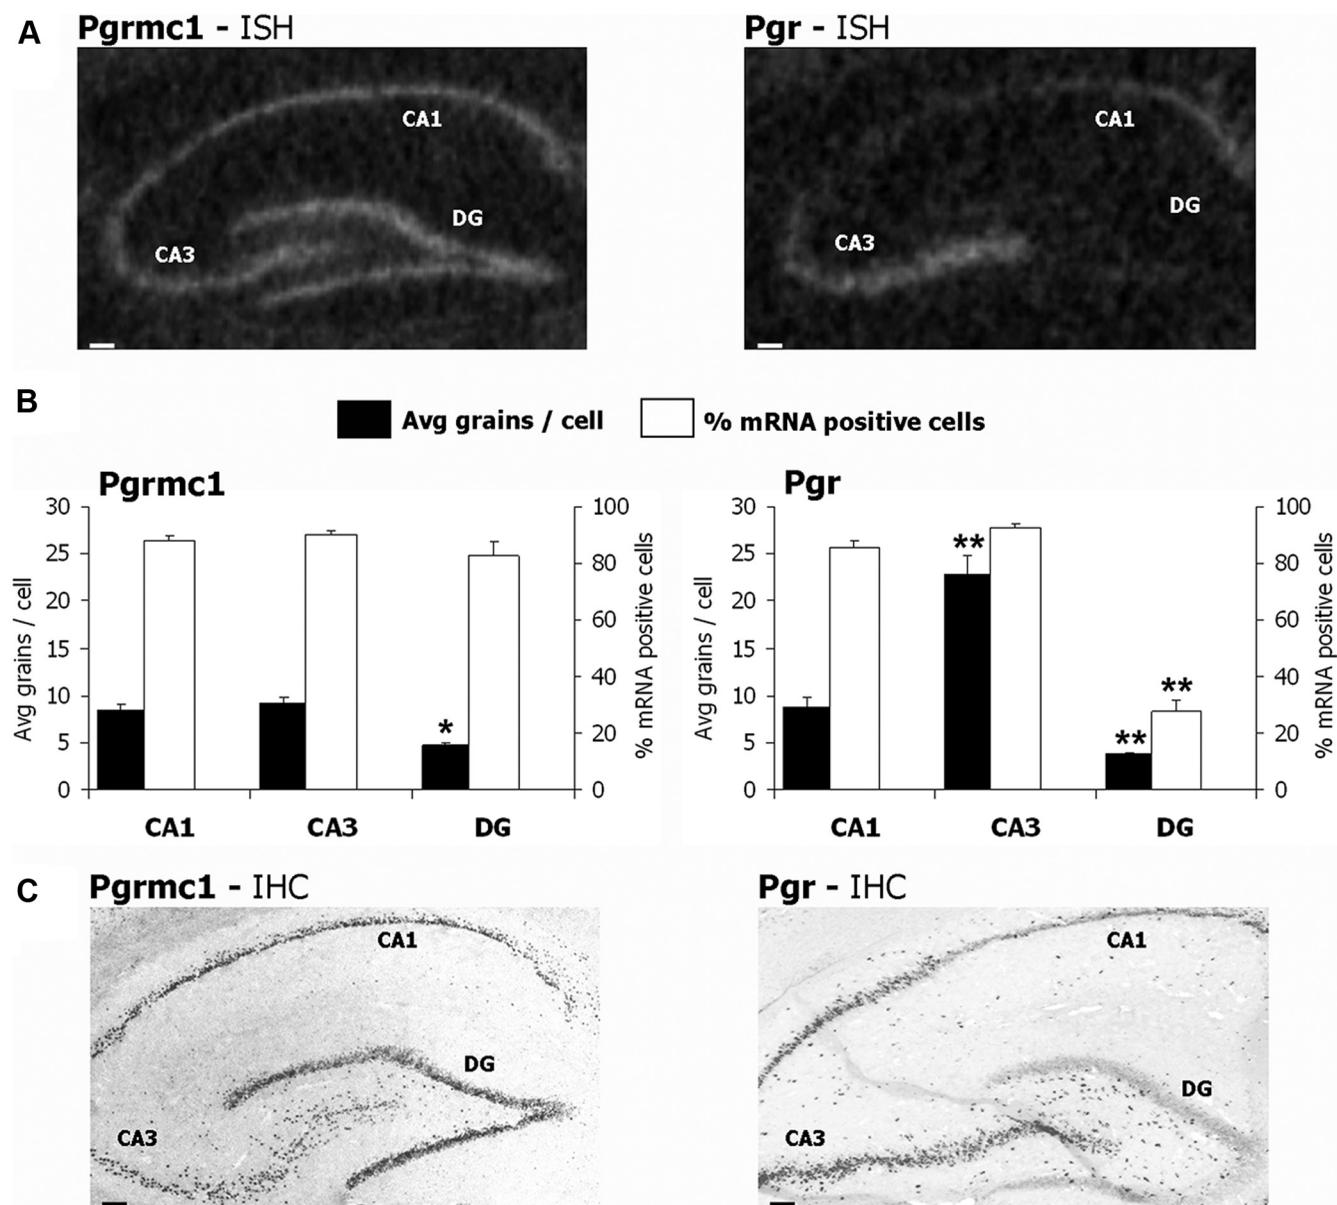 A
Pgrmc1 - ISH
Pgr - ISH
CA1
DG
CA3
CA1
DG
CA3
B
Avg grains / cell
% mRNA positive cells
Pgrmc1
Pgr
Avg grains / cell
30
25
20
15
10
5
0
*
100
80
60
40
20
0
% mRNA positive cells
CA1 CA3 DG
Avg grains / cell
30
25
20
15
10
5
0
**
**
**
100
80
60
40
20
0
% mRNA positive cells
CA1 CA3 DG
C
Pgrmc1 - IHC
Pgr - IHC
CA1
DG
CA3
CA1
DG
CA3